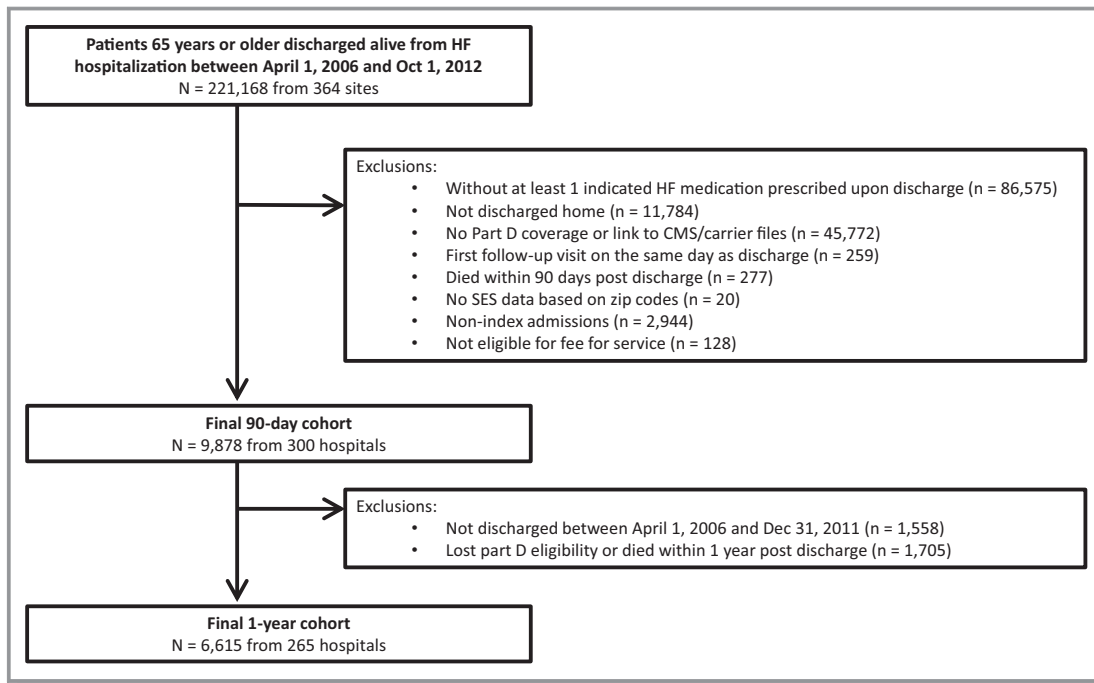 Patients 65 years or older discharged alive from HF
hospitalization between April 1, 2006 and Oct 1, 2012
N = 221,168 from 364 sites
Exclusions:
• Without at least 1 indicated HF medication prescribed upon discharge (n = 86,575)
• Not discharged home (n = 11,784)
• No Part D coverage or link to CMS/carrier files (n = 45,772)
• First follow-up visit on the same day as discharge (n = 259)
• Died within 90 days post discharge (n = 277)
• No SES data based on zip codes (n = 20)
• Non-index admissions (n = 2,944)
• Not eligible for fee for service (n = 128)
Final 90-day cohort
N = 9,878 from 300 hospitals
Exclusions:
• Not discharged between April 1, 2006 and Dec 31, 2011 (n = 1,558)
• Lost part D eligibility or died within 1 year post discharge (n = 1,705)
Final 1-year cohort
N = 6,615 from 265 hospitals